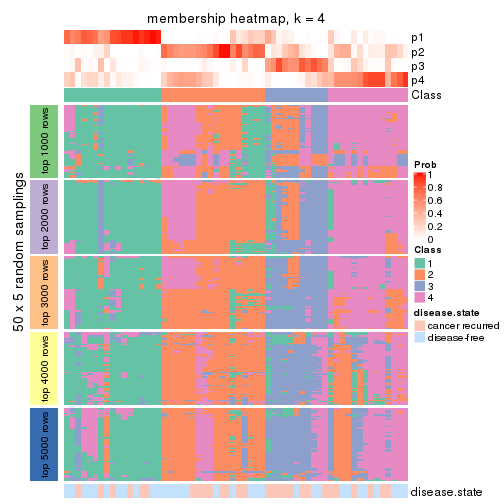 membership heatmap, k = 4
p1
p2
p3
p4
Class
50 x 5 random samplings
top 1000 rows
top 2000 rows
top 3000 rows
top 4000 rows
top 5000 rows
Prob
1
0.8
0.6
0.4
0.2
0
Class
1
2
3
4
disease.state
cancer recurred
disease-free
disease.state